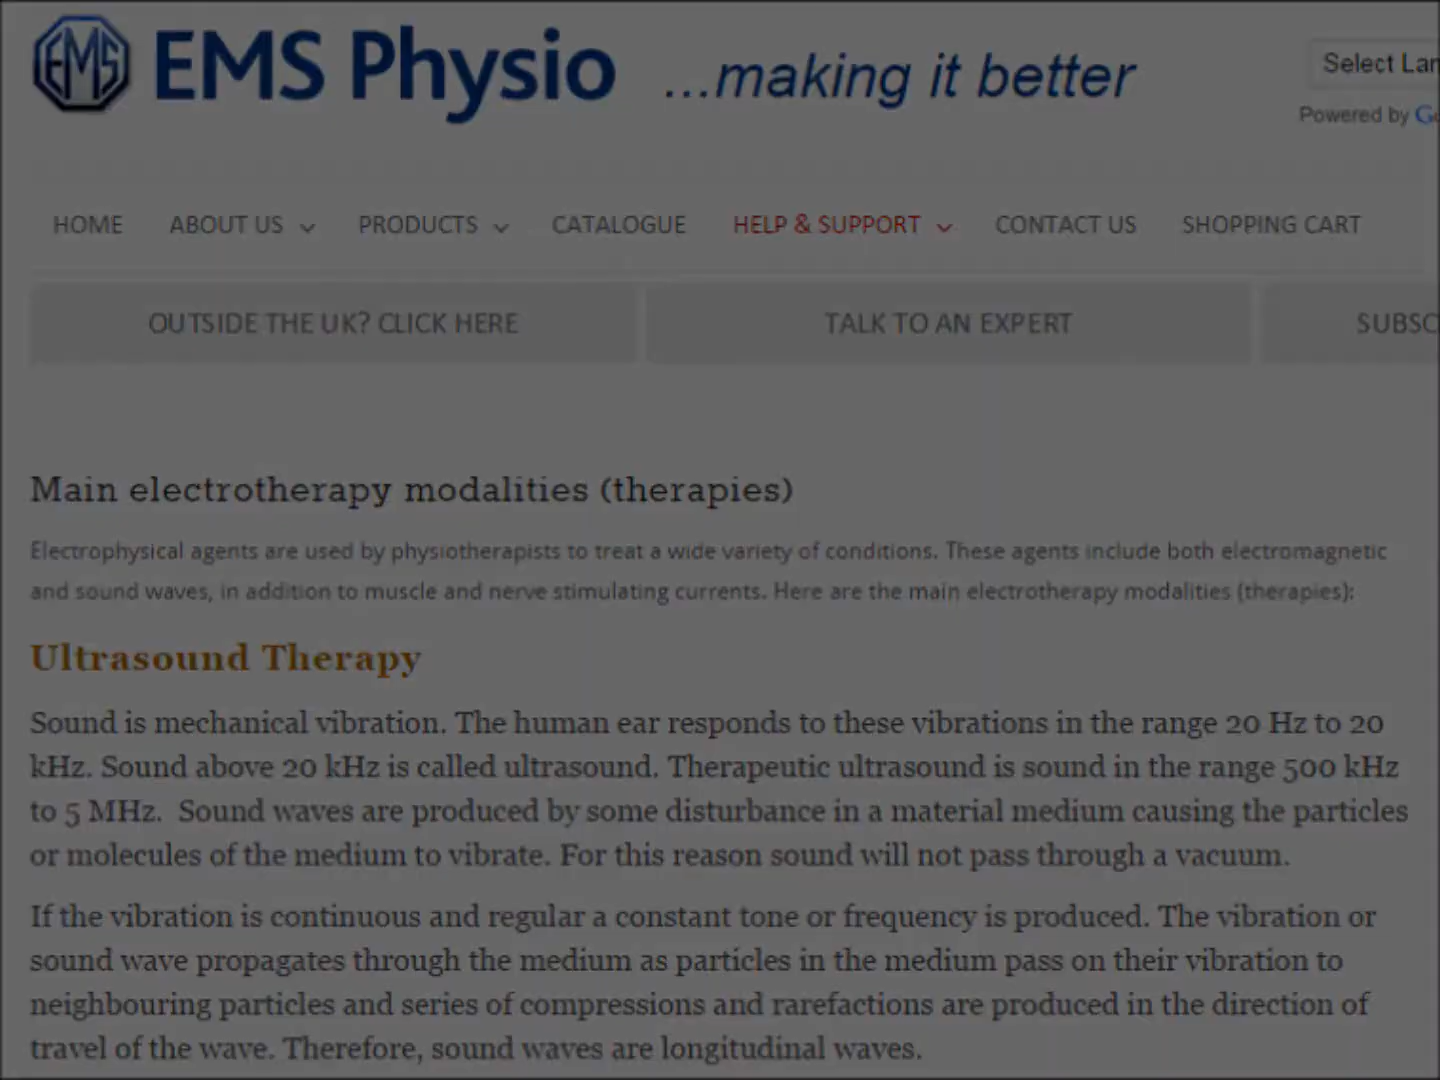 EMS
EMS Physio
...making it better
Select Lan
Powered by
HOME ABOUT US PRODUCTS CATALOGUE HELP & SUPPORT CONTACT US SHOPPING CART
OUTSIDE THE UK? CLICK HERE TALK TO AN EXPERT SUBSC
Main electrotherapy modalities (therapies)
Electrophysical agents are used by physiotherapists to treat a wide variety of conditions. These agents include both electromagnetic
and sound waves, in addition to muscle and nerve stimulating currents. Here are the main electrotherapy modalities (therapies):
Ultrasound Therapy
Sound is mechanical vibration. The human ear responds to these vibrations in the range 20 Hz to 20
kHz. Sound above 20 kHz is called ultrasound. Therapeutic ultrasound is sound in the range 500 kHz
to 5 MHz. Sound waves are produced by some disturbance in a material medium causing the particles
or molecules of the medium to vibrate. For this reason sound will not pass through a vacuum.
If the vibration is continuous and regular a constant tone or frequency is produced. The vibration or
sound wave propagates through the medium as particles in the medium pass on their vibration to
neighbouring particles and series of compressions and rarefactions are produced in the direction of
travel of the wave. Therefore, sound waves are longitudinal waves.